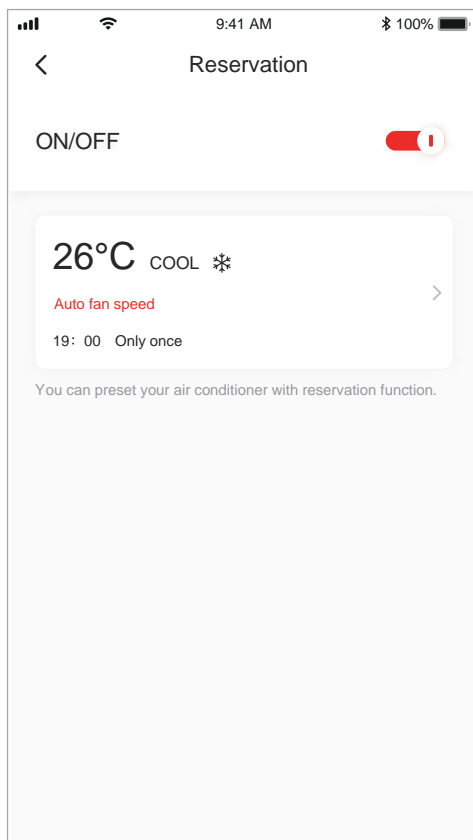 9:41 AM 100%
Reservation
ON/OFF
26°C COOL
Auto fan speed
19: 00 Only once
You can preset your air conditioner with reservation function.